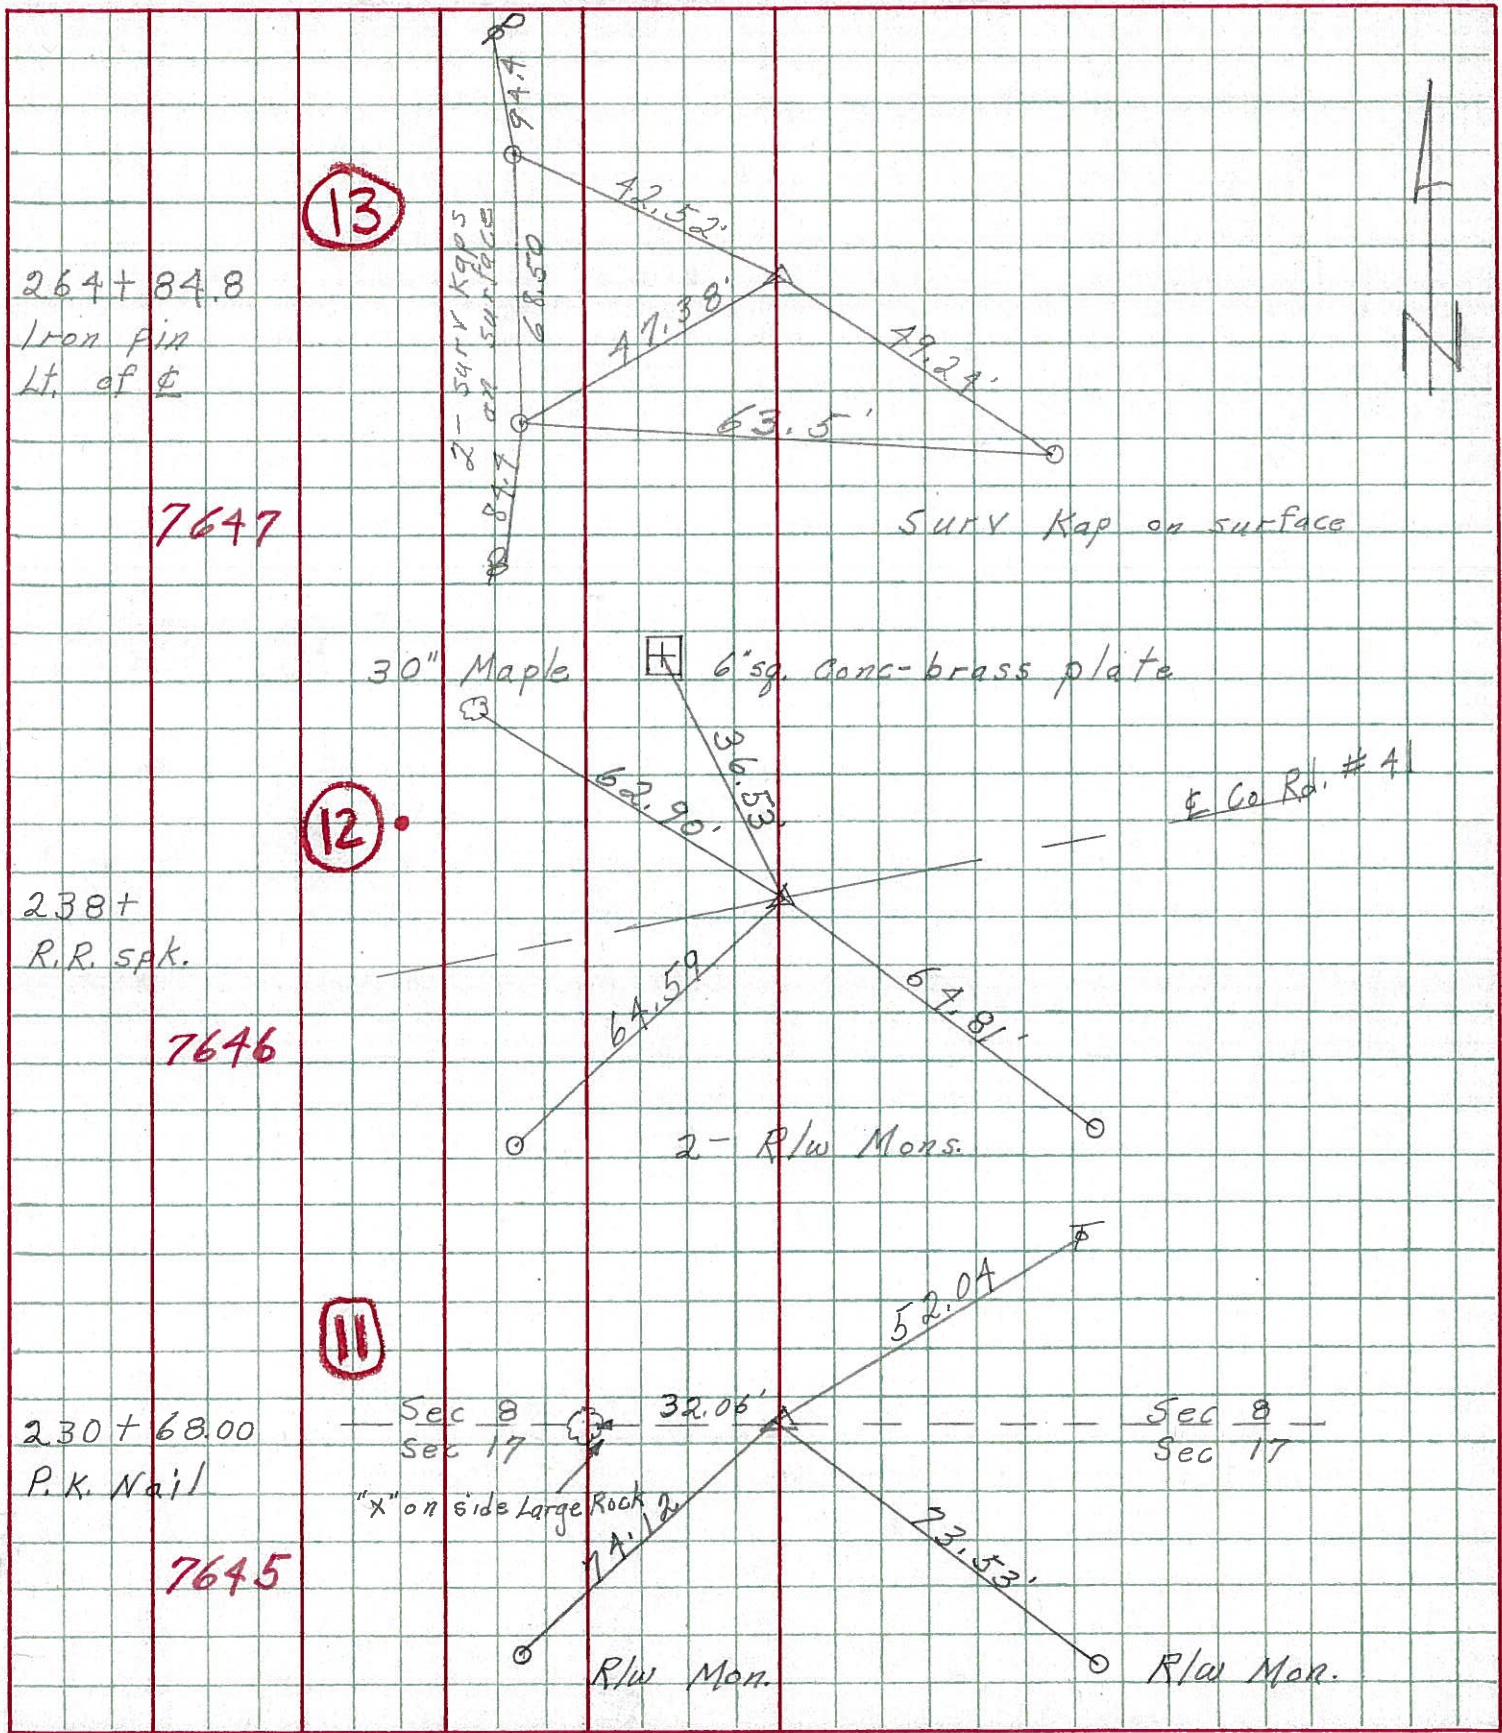 94.4
13
42.52'
2- surv kaps
on surface
68.50
264+84.8
Iron pin
Lt. of ℄
47.38'
49.24'
63.5'
84.4
N
7647
Surv Kap on surface
30" Maple
6" sq. Conc-brass plate
36.53
62.90'
12
℄ Co Rd. #41
238+
R.R. spk.
64.59
64.81'
7646
2- R/w Mons.
52.04
11
Sec 8
Sec 17
32.06'
Sec 8
Sec 17
230+68.00
P.K. Nail
"x" on side Large Rock
74.12
73.53'
7645
R/w Mon.
R/w Mon.